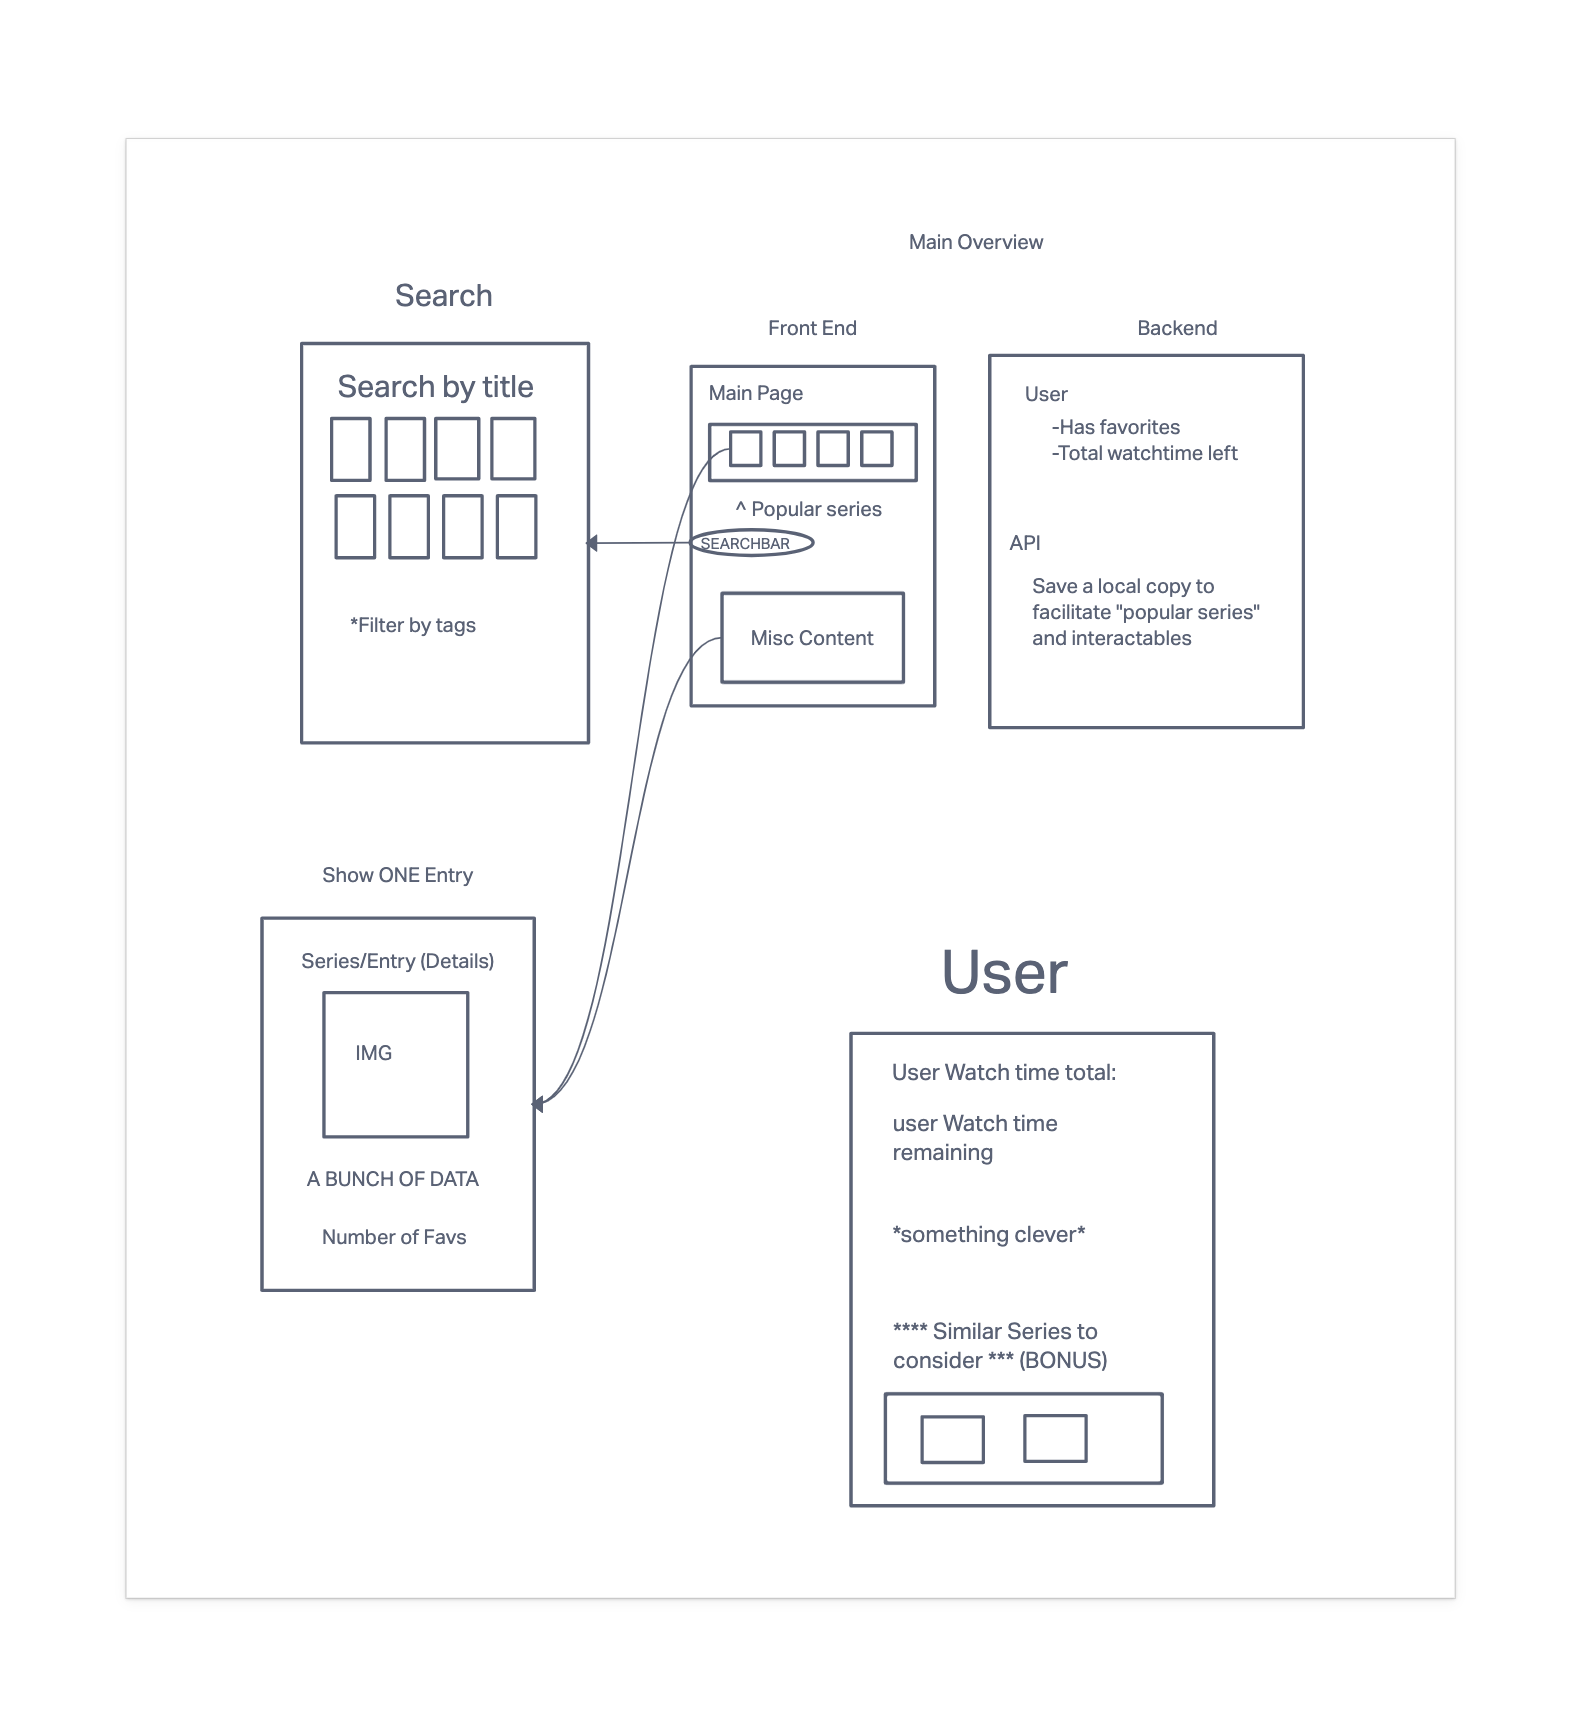 Main Overview
Search
Search by title
*Filter by tags
Front End
Main Page
^ Popular series
SEARCHBAR
Misc Content
Backend
User
-Has favorites
-Total watchtime left
API
Save a local copy to
facilitate "popular series"
and interactables
Show ONE Entry
Series/Entry (Details)
IMG
A BUNCH OF DATA
Number of Favs
User
User Watch time total:
user Watch time
remaining
*something clever*
**** Similar Series to
consider *** (BONUS)